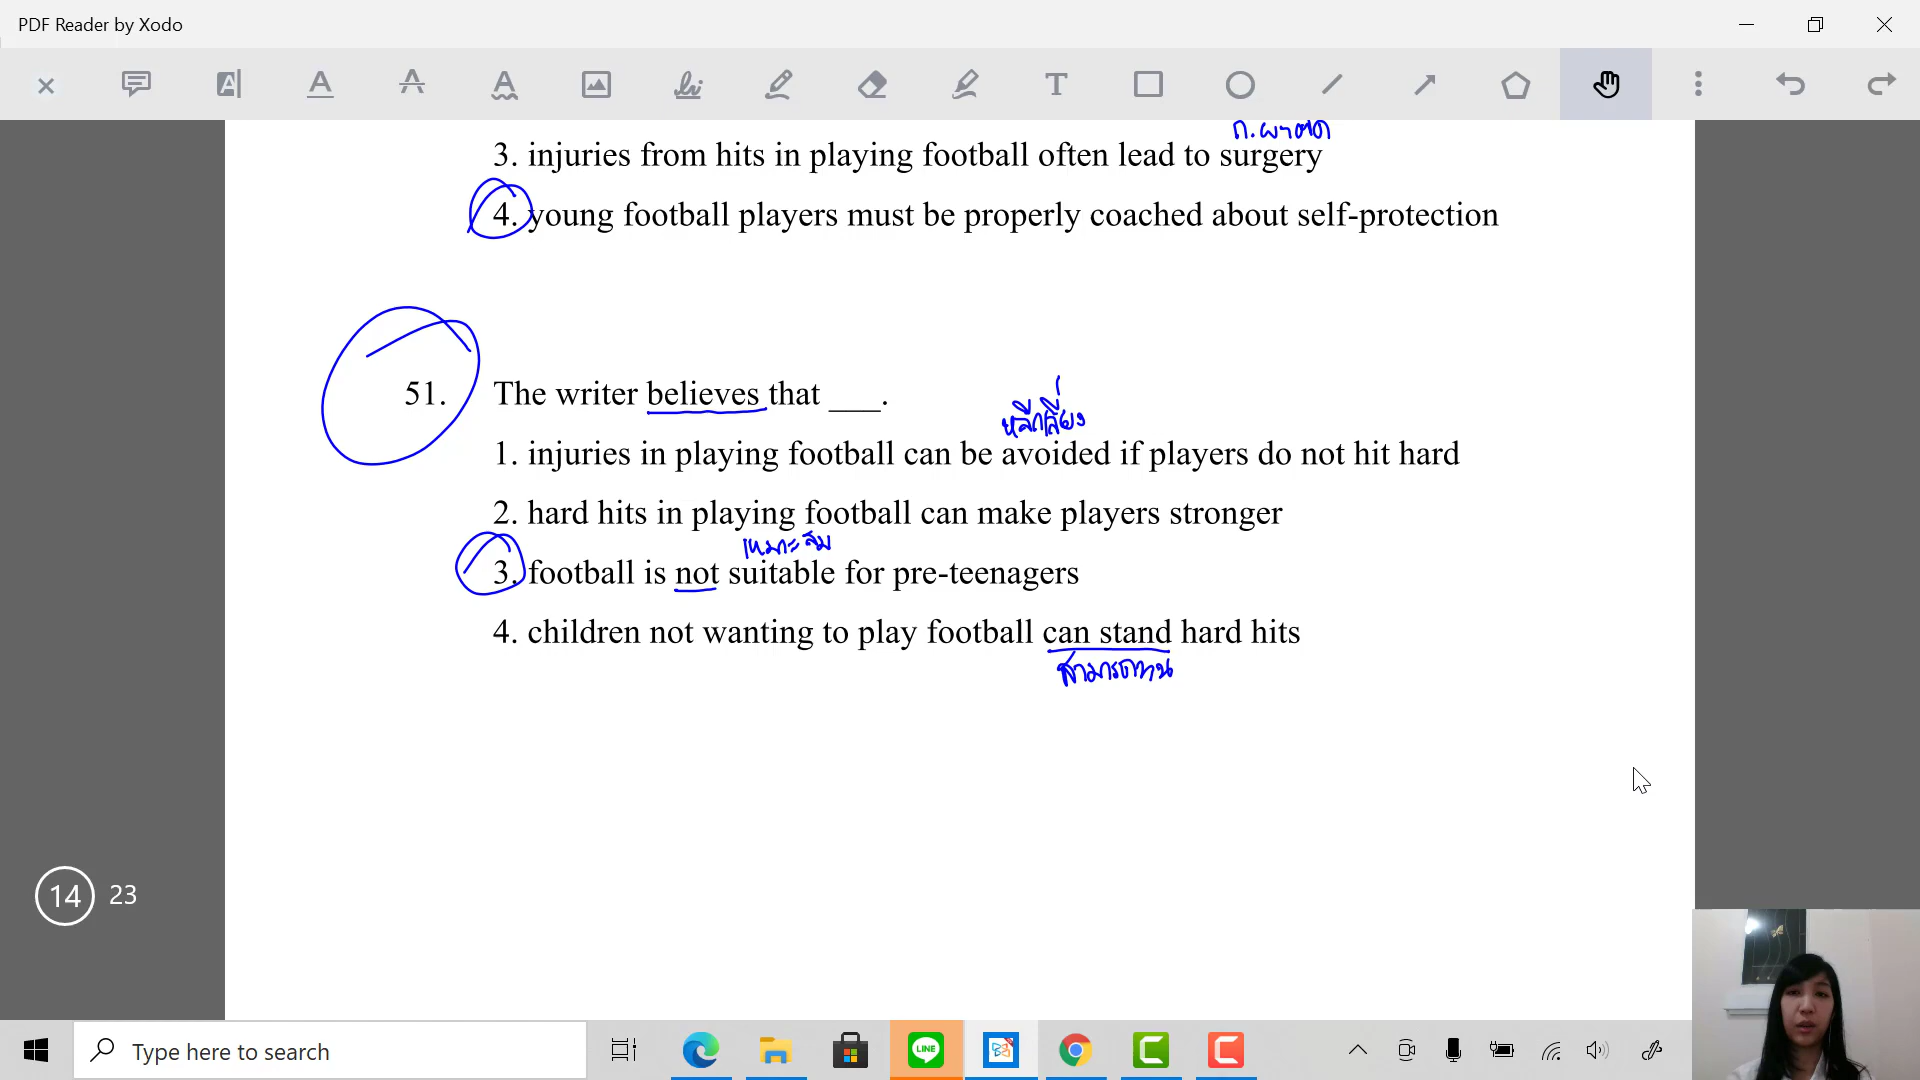 PDF Reader by Xodo
ก.ผ่าตัด
3. injuries from hits in playing football often lead to surgery
4. young football players must be properly coached about self-protection
51. The writer believes that ___.
หลีกเลี่ยง
1. injuries in playing football can be avoided if players do not hit hard
2. hard hits in playing football can make players stronger
เหมาะสม
3. football is not suitable for pre-teenagers
4. children not wanting to play football can stand hard hits
สามารถทน
14 23
Type here to search
LINE